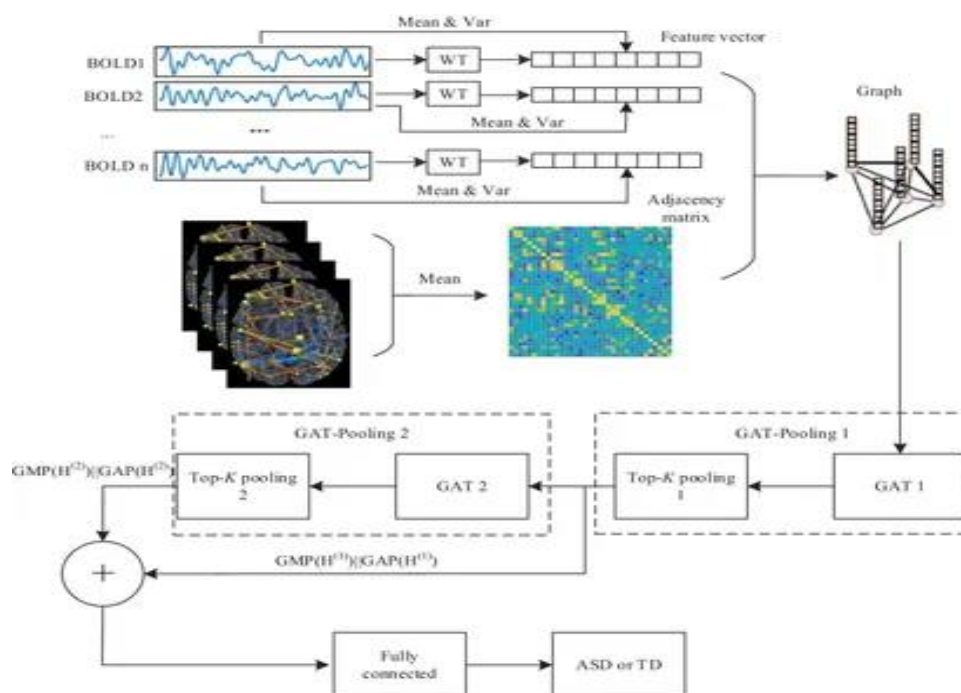 Mean & Var
Feature vector
BOLD1
WT
BOLD2
WT
Mean & Var
...
...
BOLD n
WT
Mean & Var
Adjacency
matrix
Graph
Mean
GAT-Pooling 2
GAT-Pooling 1
GMP(H(2))||GAP(H(2))
Top-K pooling
2
GAT 2
Top-K pooling
1
GAT 1
GMP(H(1))||GAP(H(1))
+
Fully
connected
ASD or TD